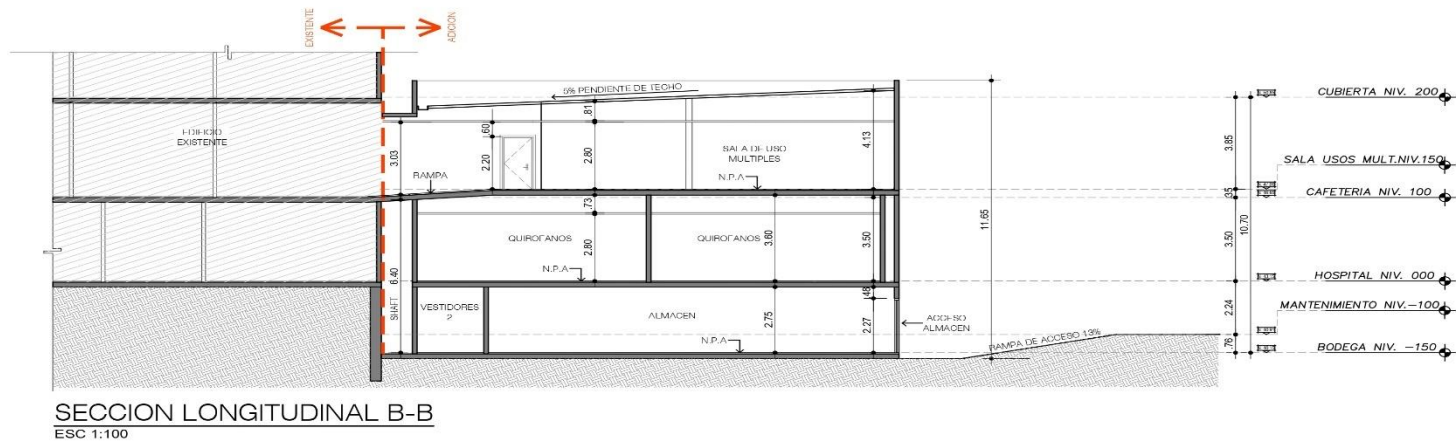 EXISTENTE
ADICION
5% PENDIENTE DE TECHO
CUBIERTA NIV. 200
.81
.60
EDIFICIO
EXISTENTE
3.03
2.20
2.80
4.13
3.85
SALA DE USO
MULTIPLES
SALA USOS MULT.NIV.150
RAMPA
N.P.A
CAFETERIA NIV. 100
.35
.73
11.65
10.70
QUIROFANOS
QUIROFANOS
2.80
3.60
3.50
3.50
N.P.A
6.40
HOSPITAL NIV. 000
SHAFT
VESTIDORES
2
ALMACEN
2.75
.48
2.27
ACCESO
ALMACEN
2.24
MANTENIMIENTO NIV.-100
N.P.A
RAMPA DE ACCESO 13%
.76
BODEGA NIV. -150
SECCION LONGITUDINAL B-B
ESC 1:100